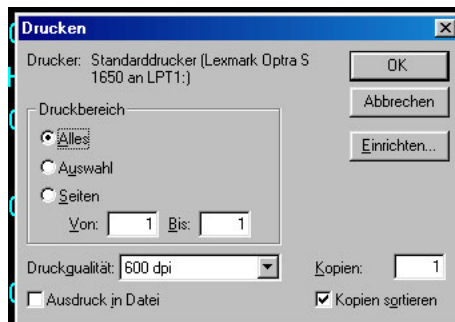 Drucken
Drucker: Standarddrucker (Lexmark Optra S
1650 an LPT1:)
OK
Abbrechen
Einrichten...
Druckbereich
Alles
Auswahl
Seiten
Von: 1 Bis: 1
Druckqualität: 600 dpi
Kopien: 1
Ausdruck in Datei
Kopien sortieren